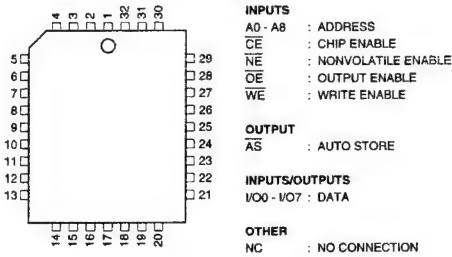 4 3 2 1 32 31 30
5 29
6 28
7 27
8 26
9 25
10 24
11 23
12 22
13 21
14 15 16 17 18 19 20
INPUTS
A0 - A8 : ADDRESS
CE : CHIP ENABLE
NE : NONVOLATILE ENABLE
OE : OUTPUT ENABLE
WE : WRITE ENABLE
OUTPUT
AS : AUTO STORE
INPUTS/OUTPUTS
I/O0 - I/O7 : DATA
OTHER
NC : NO CONNECTION